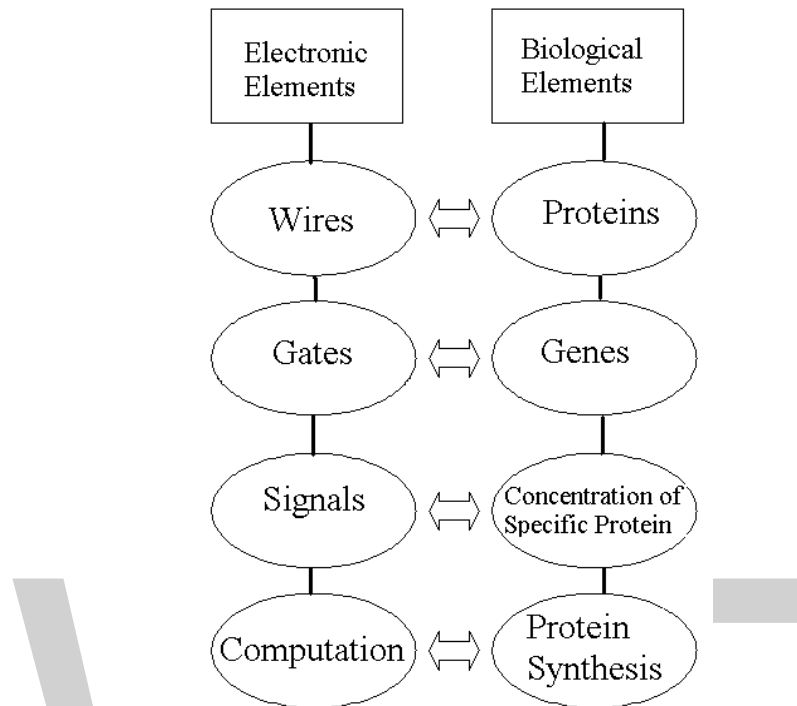 Electronic
Elements
Biological
Elements
Wires
Proteins
Gates
Genes
Signals
Concentration of
Specific Protein
Computation
Protein
Synthesis